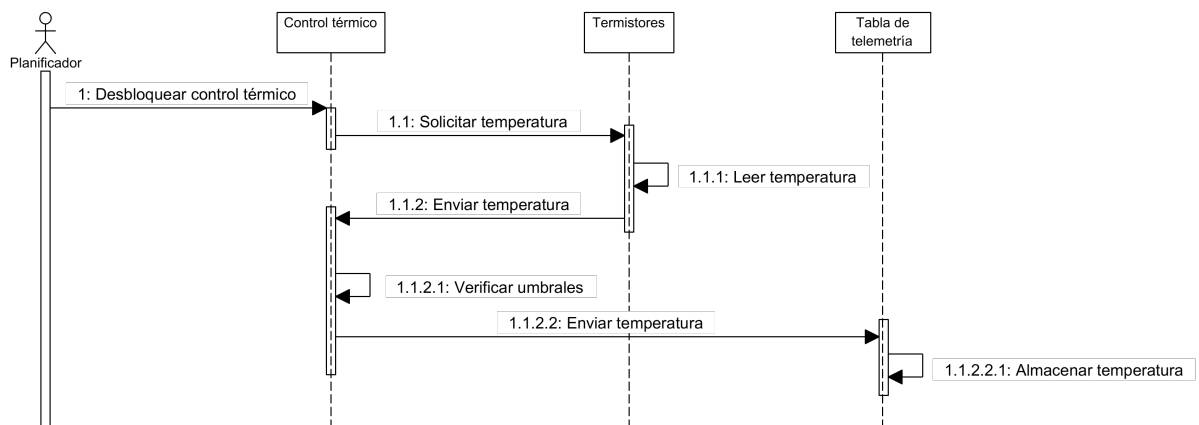 Planificador
Control térmico
Termistores
Tabla de
telemetría
1: Desbloquear control térmico
1.1: Solicitar temperatura
1.1.1: Leer temperatura
1.1.2: Enviar temperatura
1.1.2.1: Verificar umbrales
1.1.2.2: Enviar temperatura
1.1.2.2.1: Almacenar temperatura